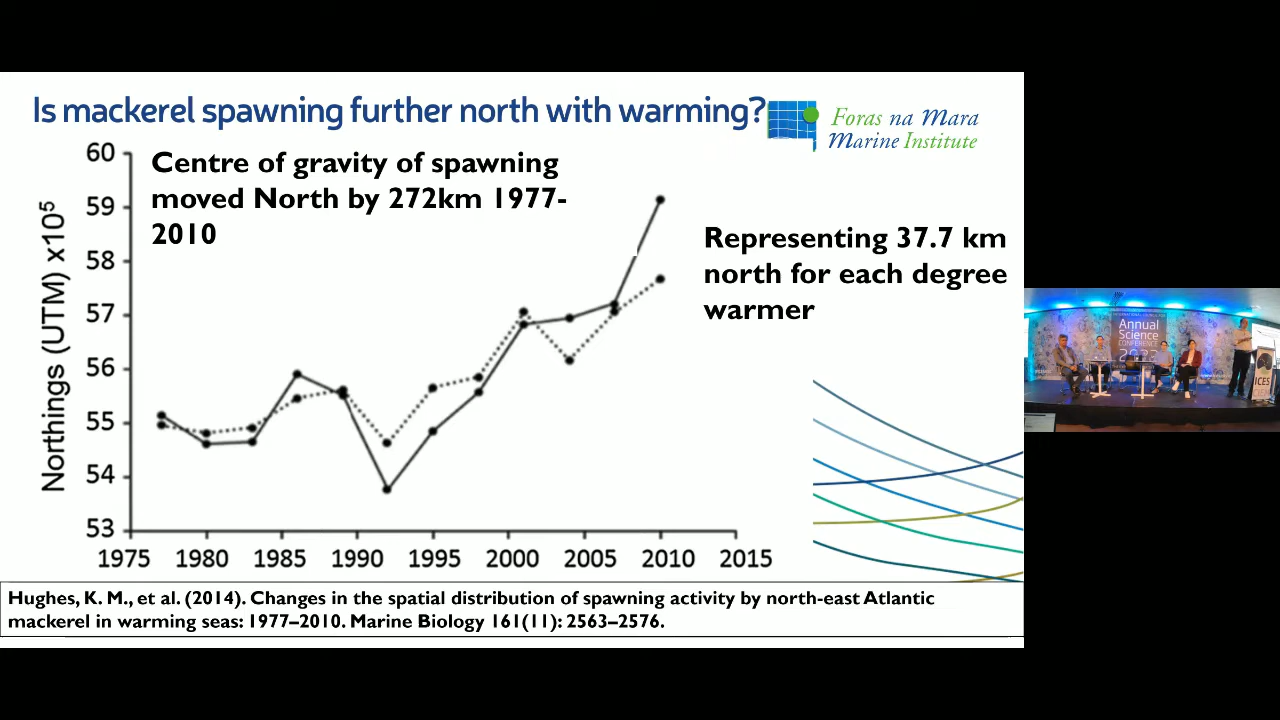 Is mackerel spawning further north with warming?
Foras na Mara
Marine Institute
Centre of gravity of spawning
moved North by 272km 1977-
2010
Representing 37.7 km
north for each degree
warmer
Northings (UTM) x10⁵
60
59
58
57
56
55
54
53
1975 1980 1985 1990 1995 2000 2005 2010 2015
Hughes, K. M., et al. (2014). Changes in the spatial distribution of spawning activity by north-east Atlantic
mackerel in warming seas: 1977–2010. Marine Biology 161(11): 2563–2576.
Annual
Science
CONFERENCE
ICES